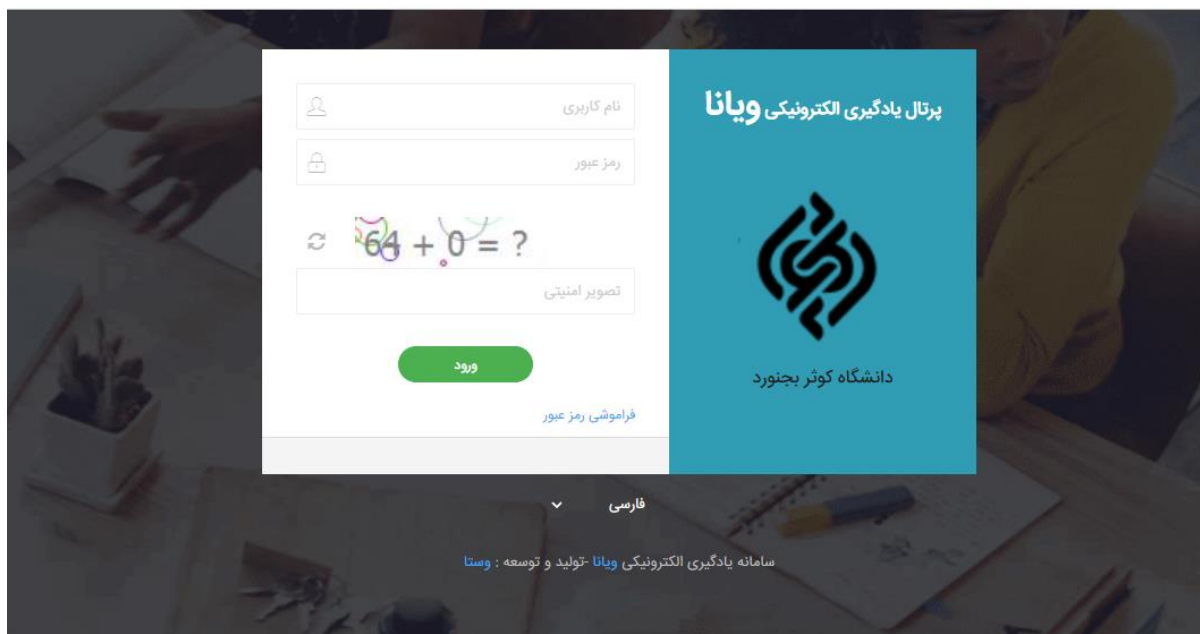 پرتال یادگیری الکترونیکی ویانا
دانشگاه کوثر بجنورد
نام کاربری
رمز عبور
64 + 0 = ?
تصویر امنیتی
ورود
فراموشی رمز عبور
فارسی
سامانه یادگیری الکترونیکی ویانا -تولید و توسعه : وستا